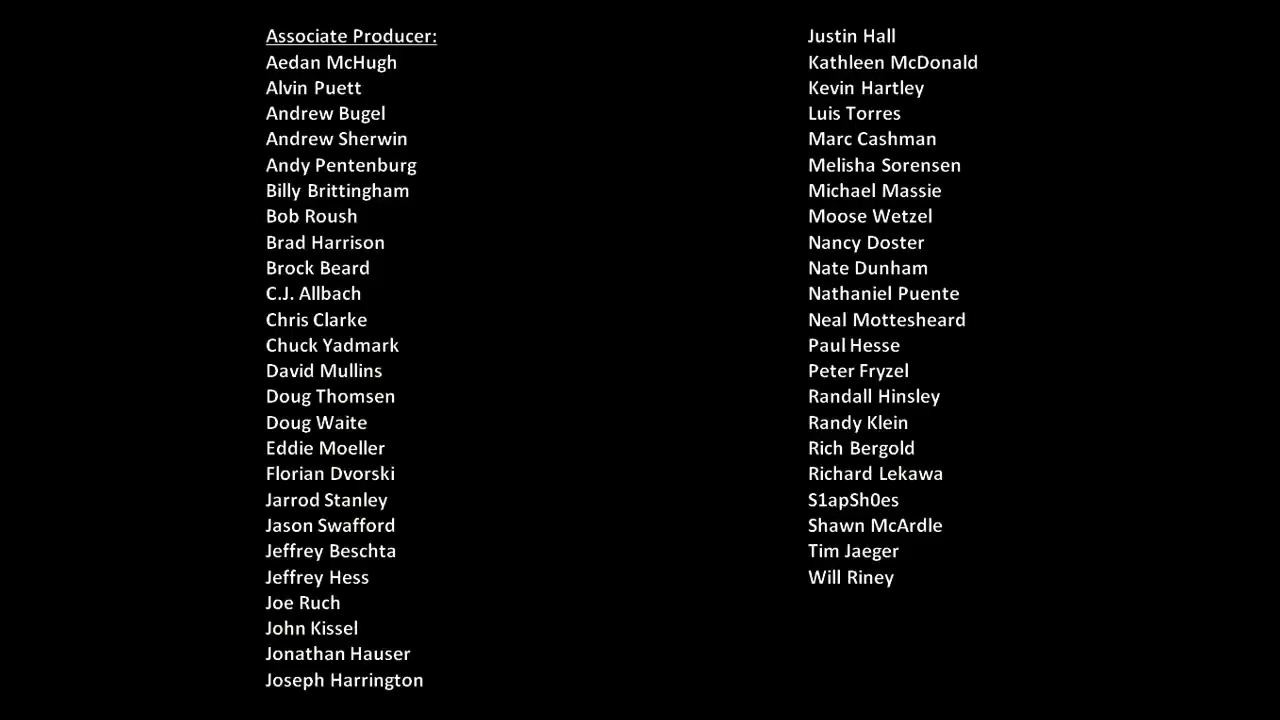 Associate Producer:
Aedan McHugh
Alvin Puett
Andrew Bugel
Andrew Sherwin
Andy Pentenburg
Billy Brittingham
Bob Roush
Brad Harrison
Brock Beard
C.J. Allbach
Chris Clarke
Chuck Yadmark
David Mullins
Doug Thomsen
Doug Waite
Eddie Moeller
Florian Dvorski
Jarrod Stanley
Jason Swafford
Jeffrey Beschta
Jeffrey Hess
Joe Ruch
John Kissel
Jonathan Hauser
Joseph Harrington
Justin Hall
Kathleen McDonald
Kevin Hartley
Luis Torres
Marc Cashman
Melisha Sorensen
Michael Massie
Moose Wetzel
Nancy Doster
Nate Dunham
Nathaniel Puente
Neal Mottesheard
Paul Hesse
Peter Fryzel
Randall Hinsley
Randy Klein
Rich Bergold
Richard Lekawa
S1apSh0es
Shawn McArdle
Tim Jaeger
Will Riney